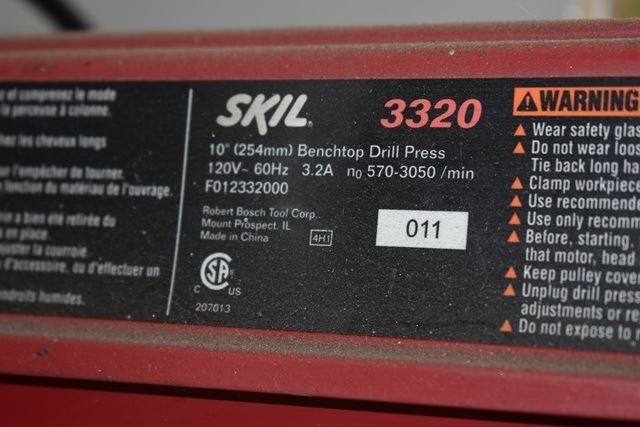 et comprenez le mode
la perceuse à colonne.
les cheveux longs
l'empêcher de tourner.
fonction du matériau de l'ouvrage.
a bien été retirée du
en place.
ajuster la courroie.
d'accessoire, ou d'effectuer un
endroits humides.
SKIL 3320
10" (254mm) Benchtop Drill Press
120V~ 60Hz 3.2A n0 570-3050 /min
F012332000
Robert Bosch Tool Corp.
Mount Prospect, IL
Made in China 4H1
011
C SA US
207013
WARNING
Wear safety glas
Do not wear loos
Tie back long ha
Clamp workpiece
Use recommende
Use only recomm
Before, starting
that motor, head
Keep pulley cove
Unplug drill press
adjustments or re
Do not expose to r